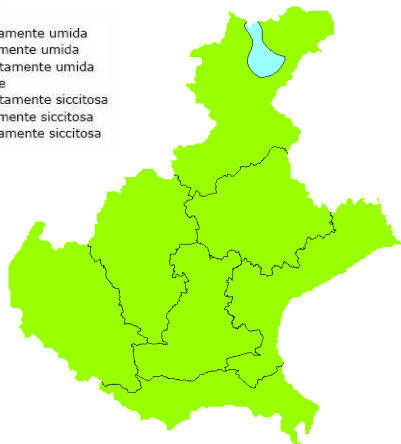 amente umida
mente umida
tamente umida
e
tamente siccitosa
mente siccitosa
amente siccitosa